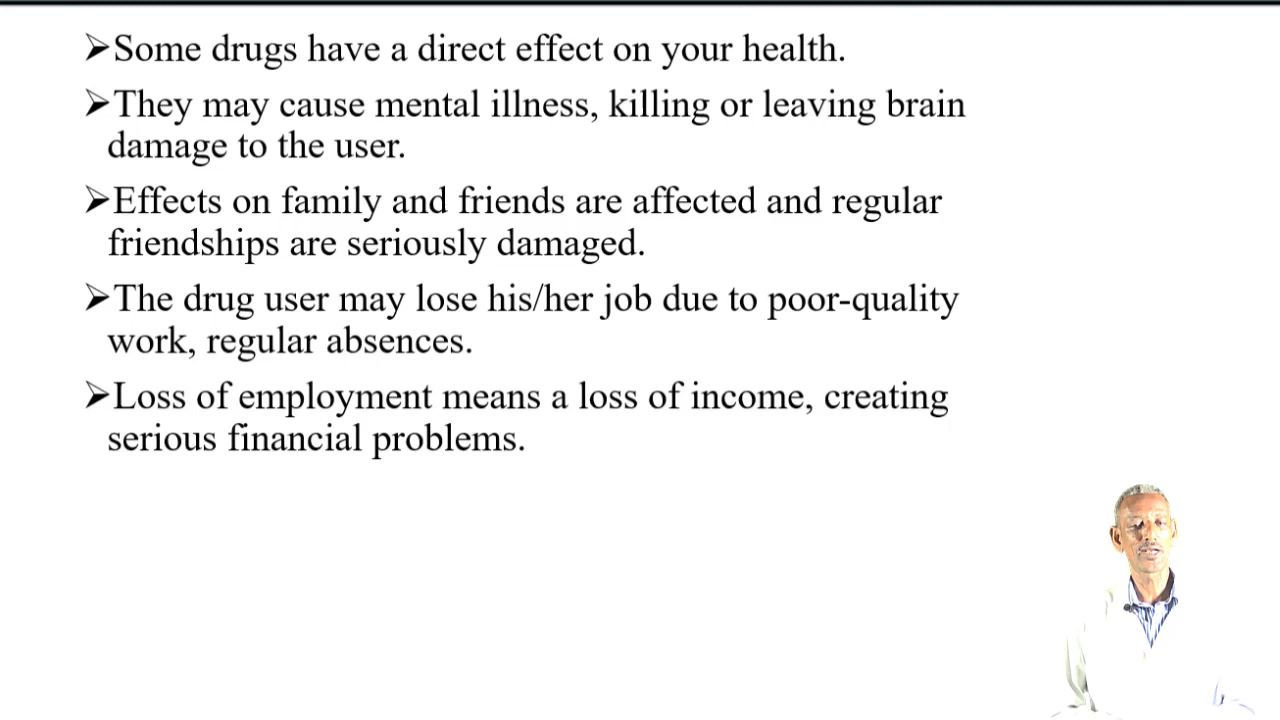 ➢Some drugs have a direct effect on your health.
➢They may cause mental illness, killing or leaving brain
damage to the user.
➢Effects on family and friends are affected and regular
friendships are seriously damaged.
➢The drug user may lose his/her job due to poor-quality
work, regular absences.
➢Loss of employment means a loss of income, creating
serious financial problems.